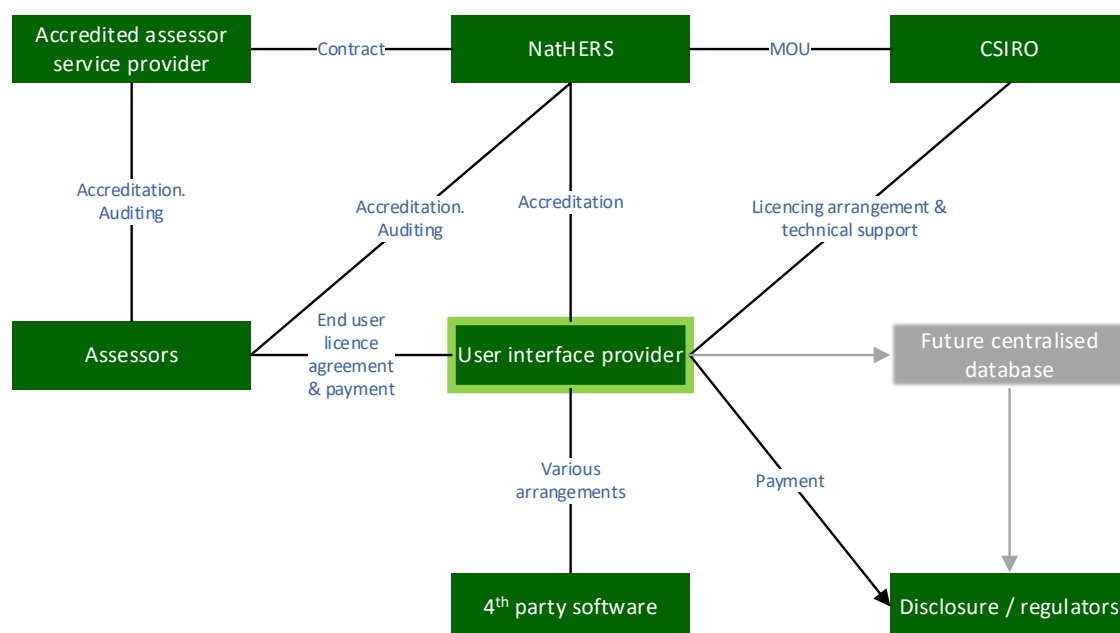 Accredited assessor
service provider
Contract
NatHERS
MOU
CSIRO
Accreditation.
Auditing
Accreditation.
Auditing
Accreditation
Licencing arrangement &
technical support
Assessors
End user
licence
agreement
& payment
User interface provider
Future centralised
database
Various
arrangements
Payment
4th party software
Disclosure / regulators